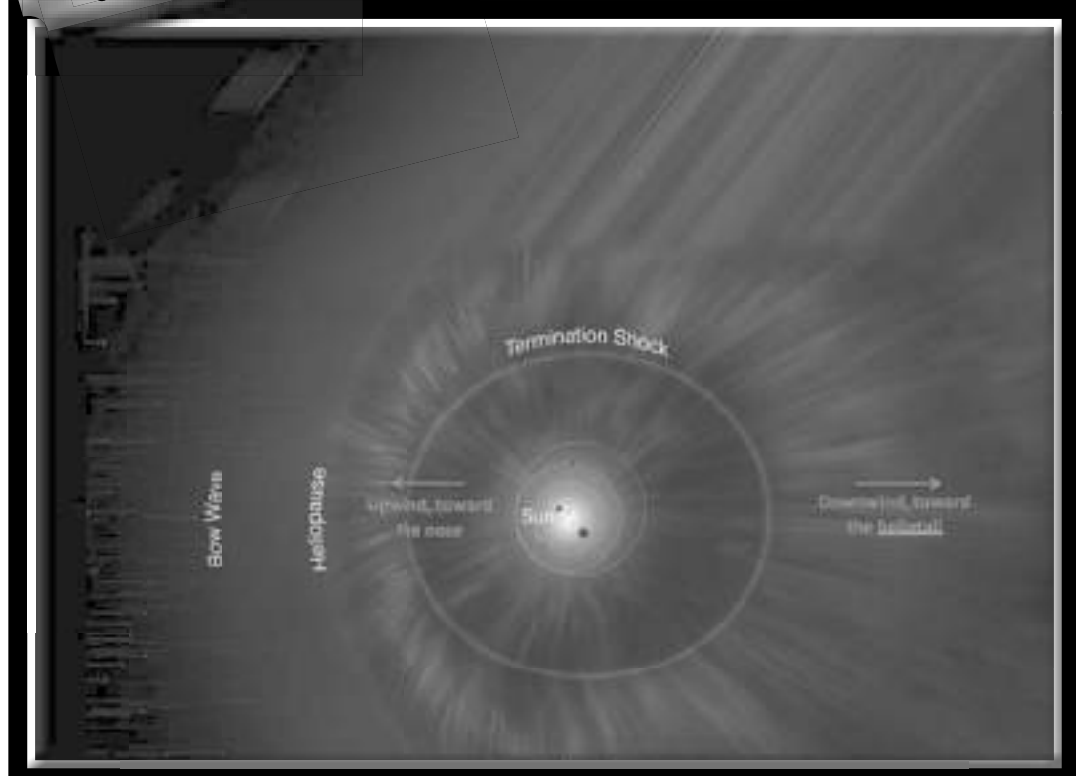 Termination Shock
Bow Wave
Heliopause
Upwind, toward
the nose
Sun
Downwind, toward
the heliotail